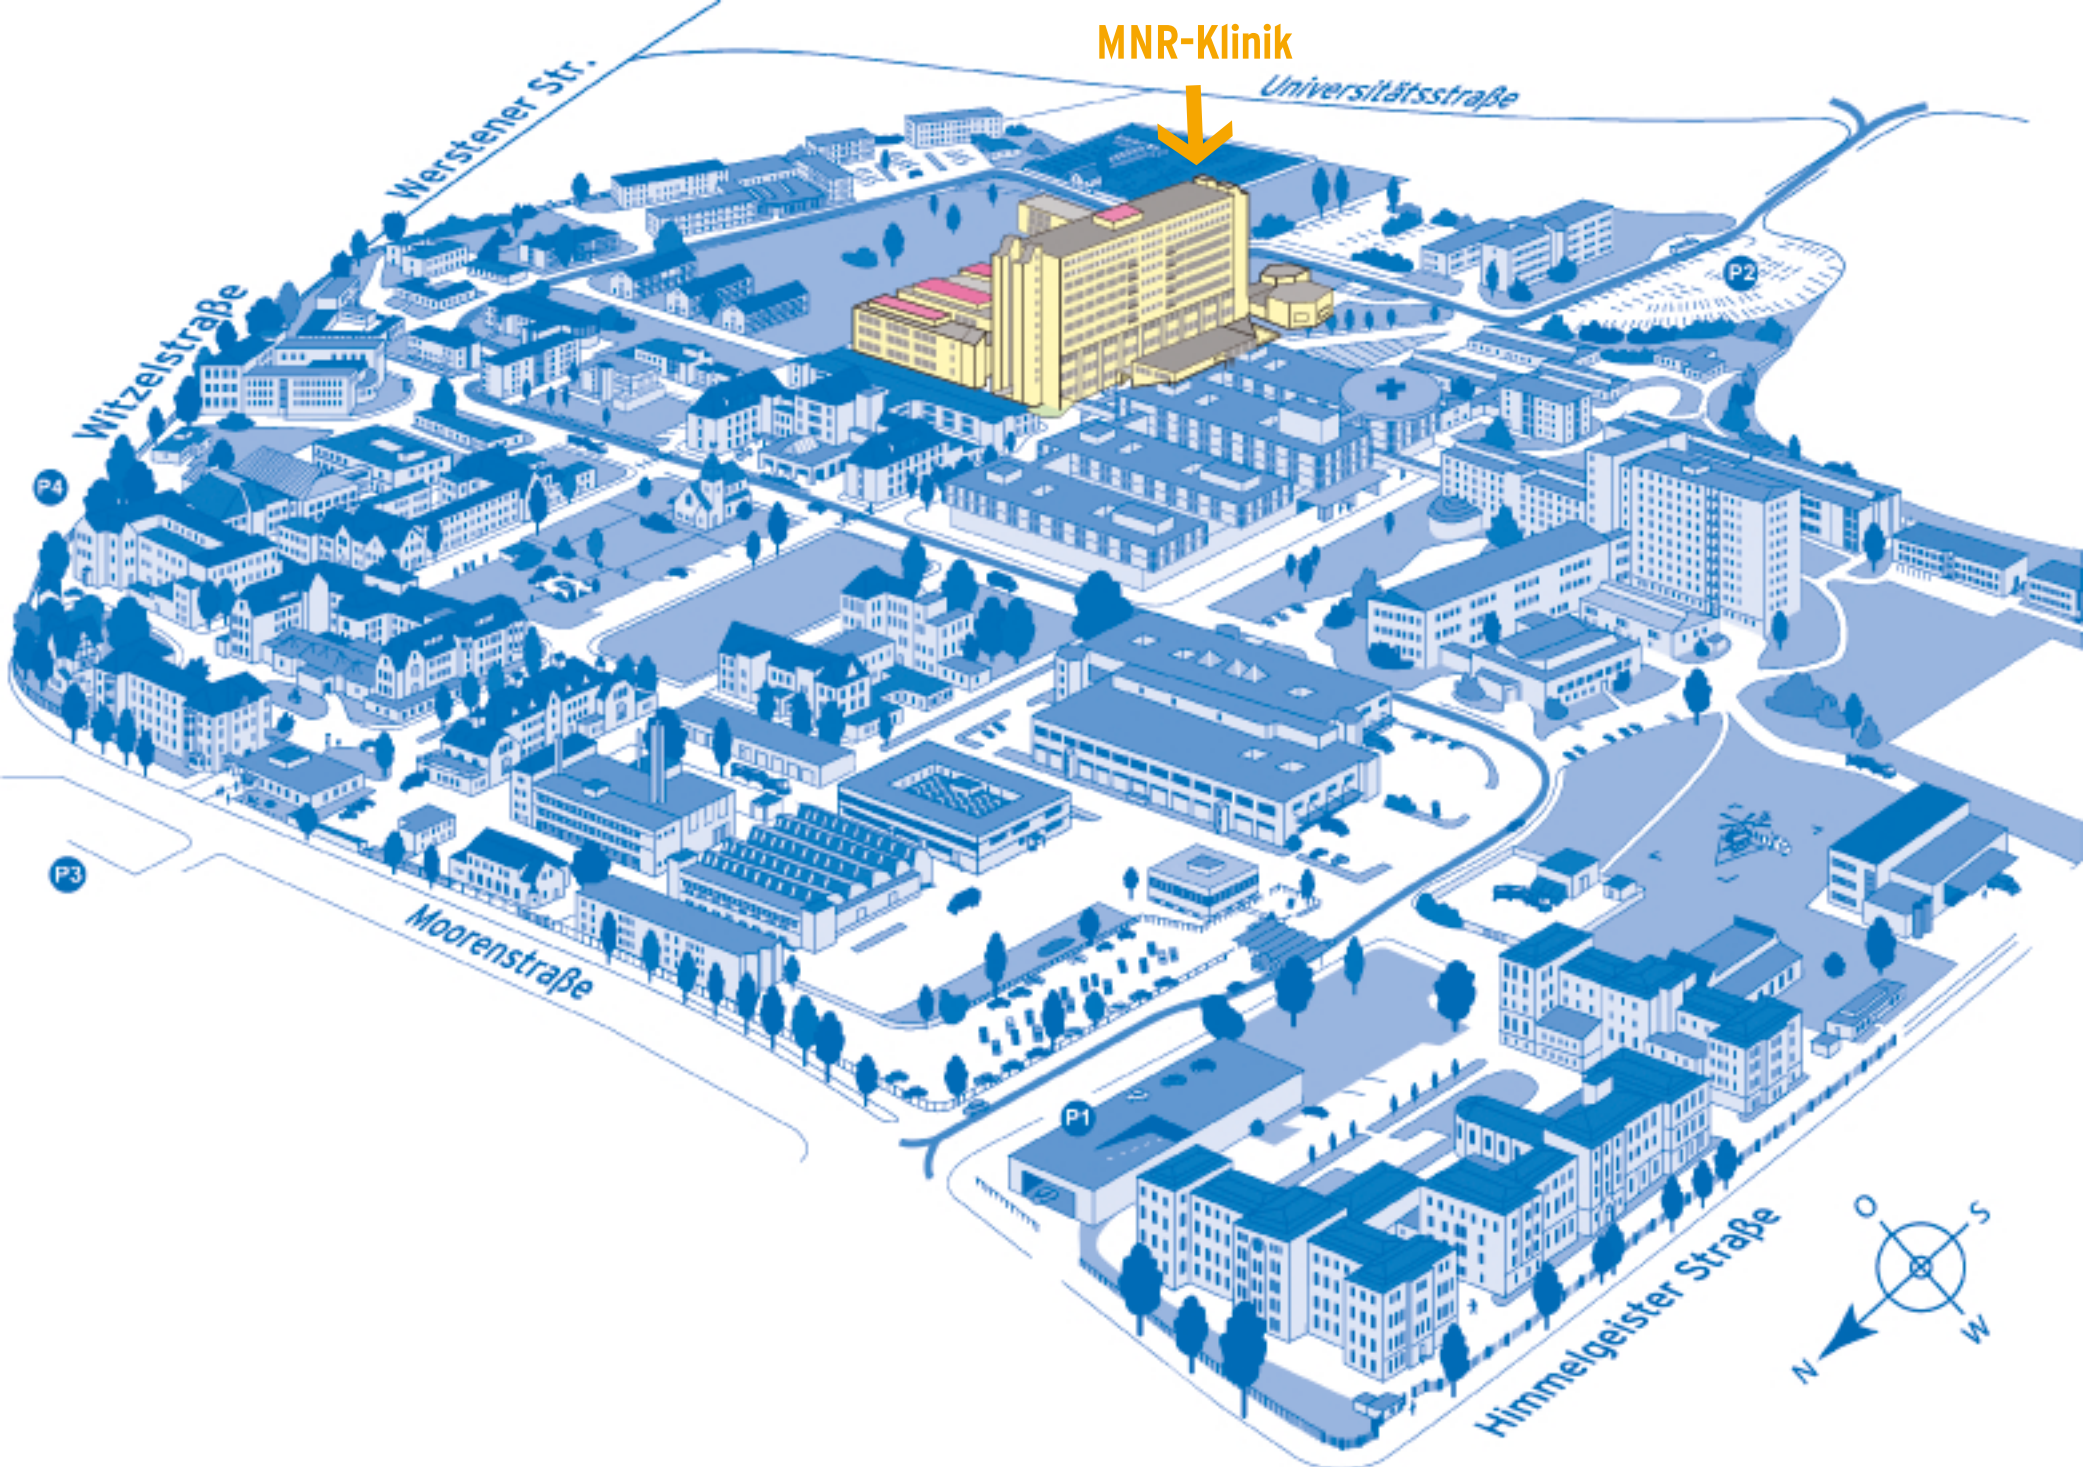 MNR-Klinik
Universitätsstraße
Werstener Str.
Witzelstraße
P2
P4
P3
Moorenstraße
P1
Himmelgeister Straße
O
S
W
N